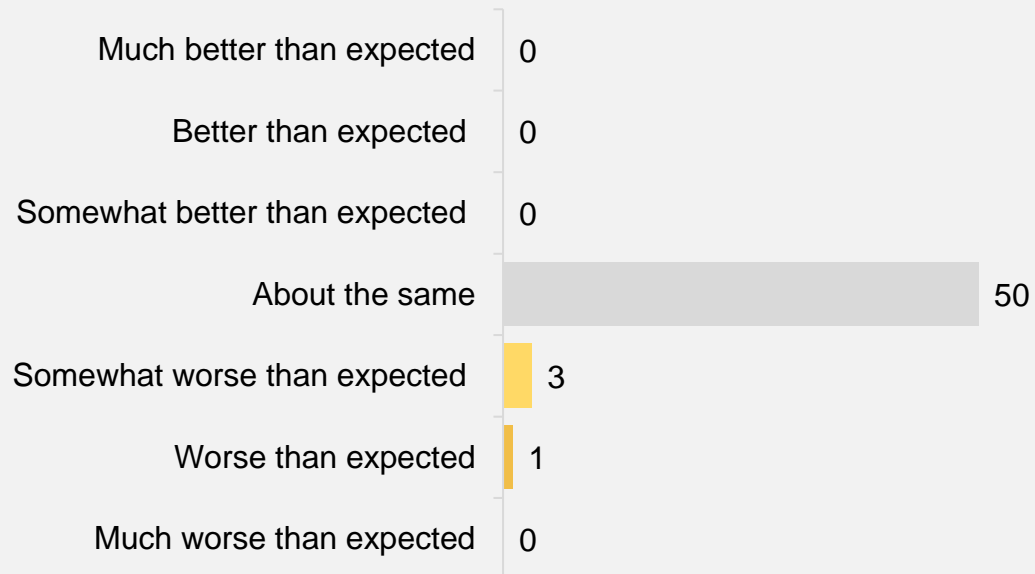 Much better than expected 0
Better than expected 0
Somewhat better than expected 0
About the same 50
Somewhat worse than expected 3
Worse than expected 1
Much worse than expected 0